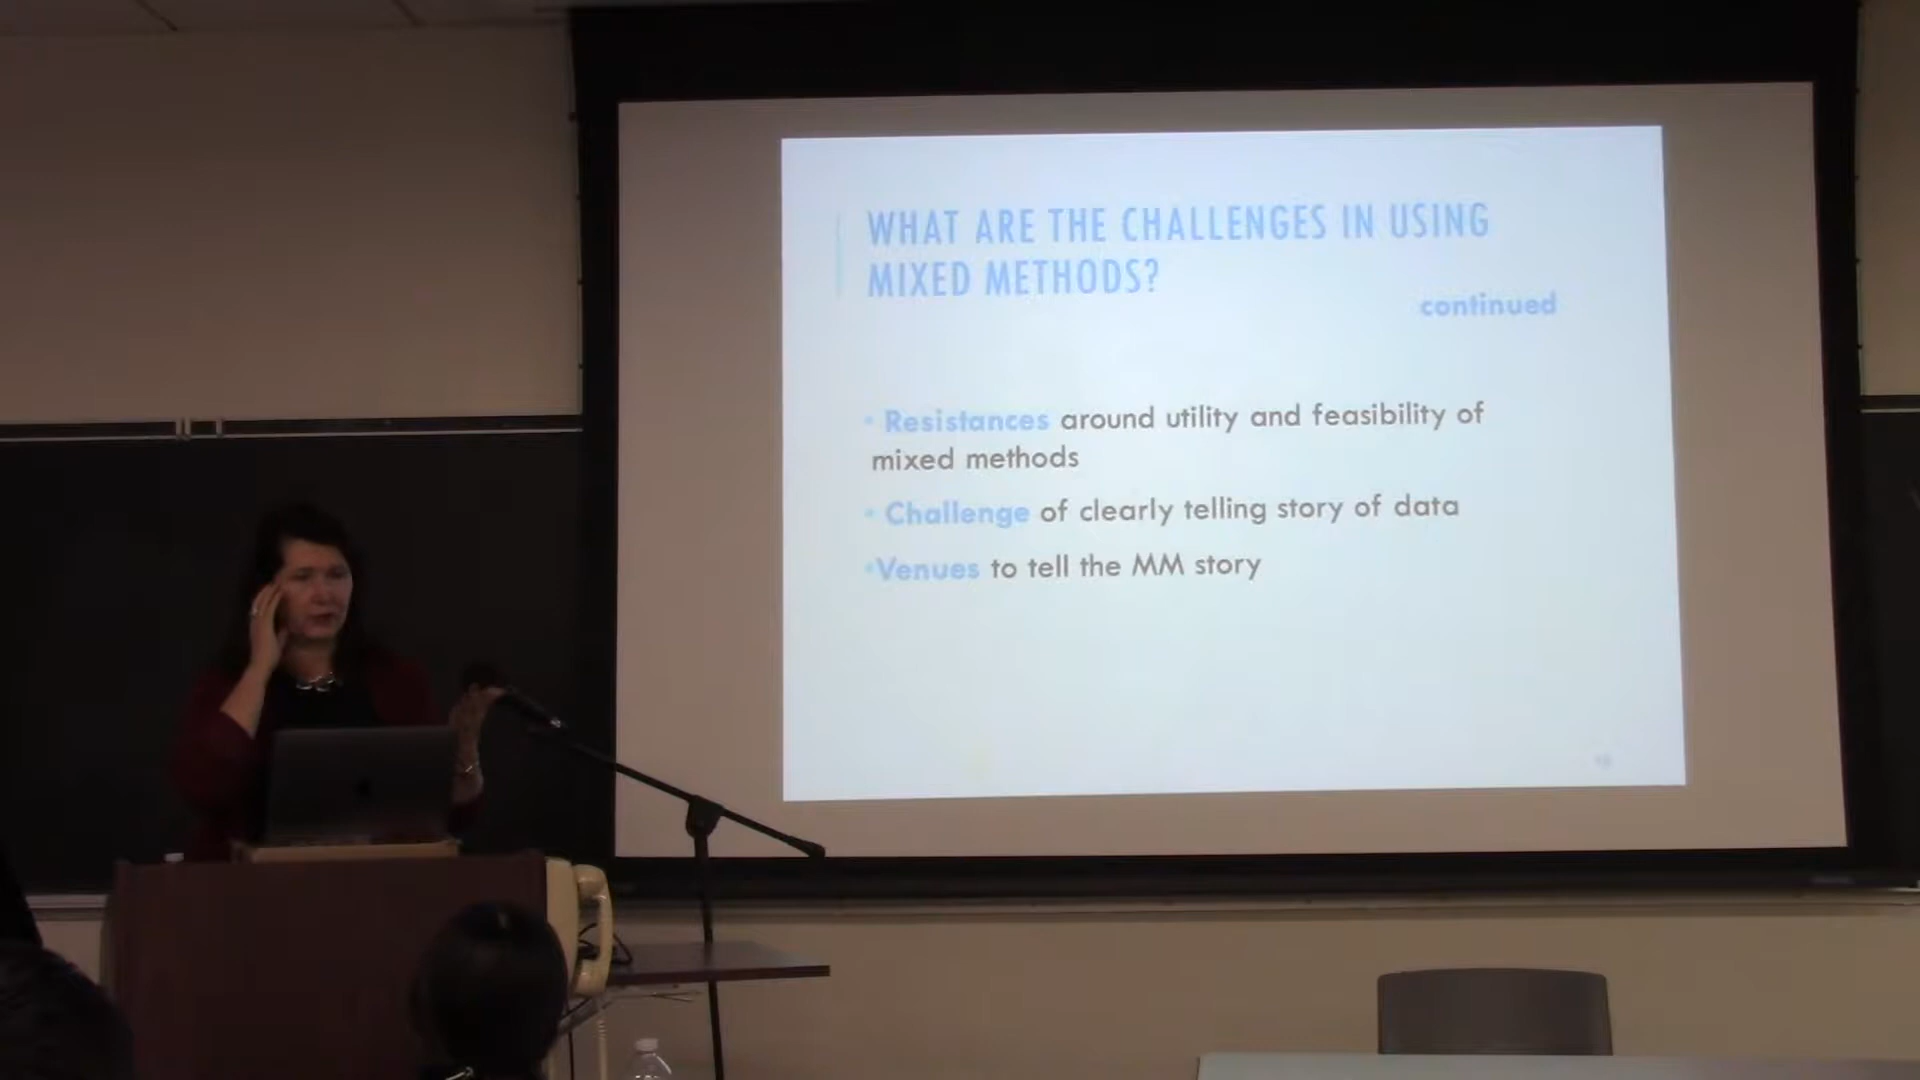 WHAT ARE THE CHALLENGES IN USING
MIXED METHODS?
continued
• Resistances around utility and feasibility of
mixed methods
• Challenge of clearly telling story of data
•Venues to tell the MM story